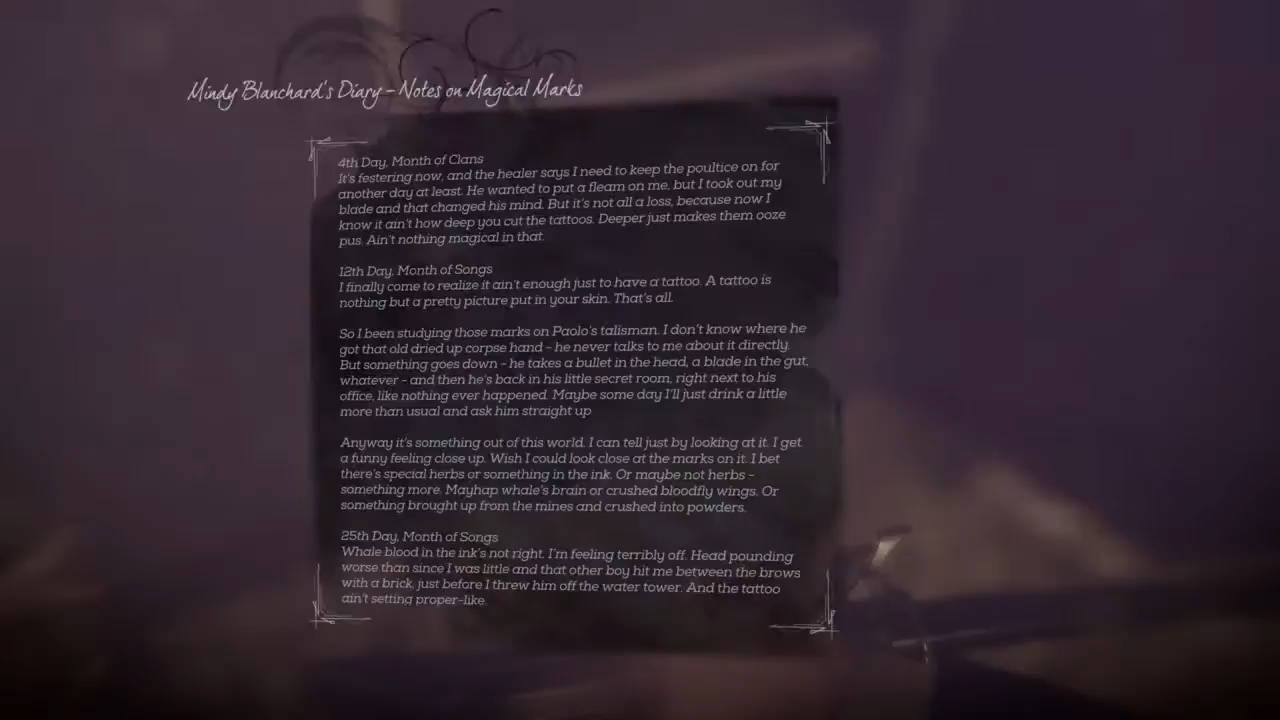 Mindy Blanchard's Diary - Notes on Magical Marks
4th Day, Month of Clans
It's festering now, and the healer says I need to keep the poultice on for
another day at least. He wanted to put a fleam on me, but I took out my
blade and that changed his mind. But it's not all a loss, because now I
know it ain't how deep you cut the tattoos. Deeper just makes them ooze
pus. Ain't nothing magical in that.
12th Day, Month of Songs
I finally come to realize it ain't enough just to have a tattoo. A tattoo is
nothing but a pretty picture put in your skin. That's all.
So I been studying those marks on Paolo's talisman. I don't know where he
got that old dried up corpse hand - he never talks to me about it directly.
But something goes down - he takes a bullet in the head, a blade in the gut,
whatever - and then he's back in his little secret room, right next to his
office, like nothing ever happened. Maybe some day I'll just drink a little
more than usual and ask him straight up
Anyway it's something out of this world. I can tell just by looking at it. I get
a funny feeling close up. Wish I could look close at the marks on it. I bet
there's special herbs or something in the ink. Or maybe not herbs -
something more. Mayhap whale's brain or crushed bloodfly wings. Or
something brought up from the mines and crushed into powders.
25th Day, Month of Songs
Whale blood in the ink's not right. I'm feeling terribly off. Head pounding
worse than since I was little and that other boy hit me between the brows
with a brick, just before I threw him off the water tower. And the tattoo
ain't setting proper-like.